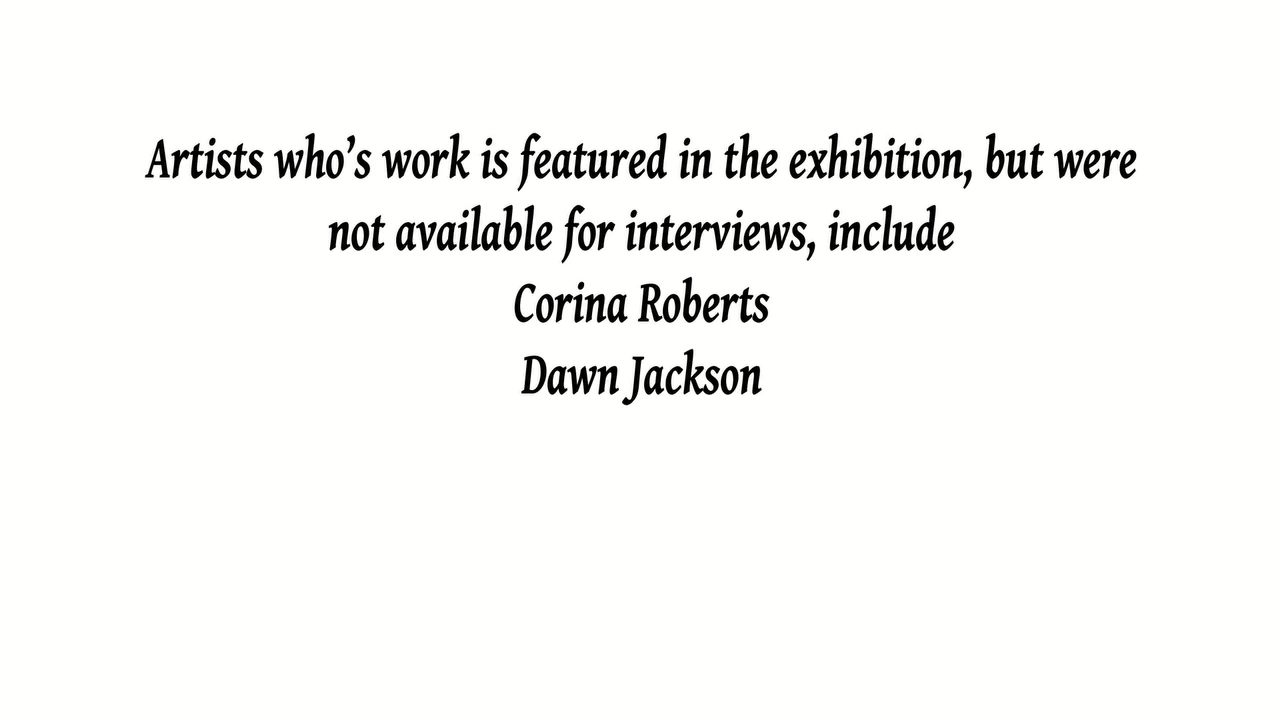 Artists who’s work is featured in the exhibition, but were
not available for interviews, include
Corina Roberts
Dawn Jackson